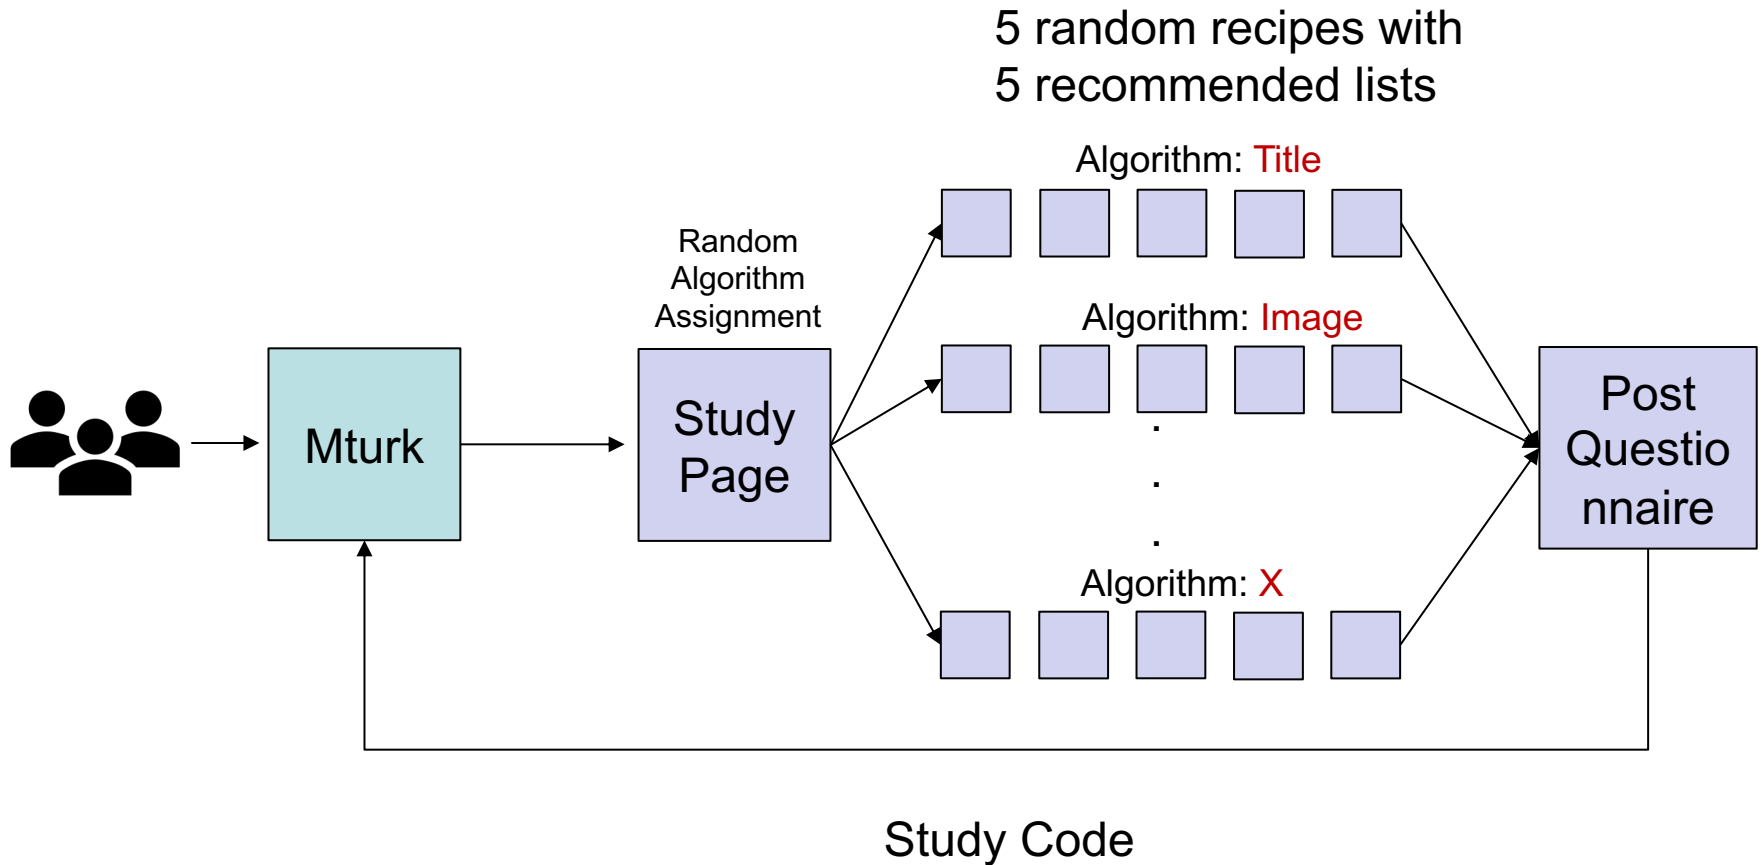 5 random recipes with
5 recommended lists
Algorithm: Title
Random
Algorithm
Assignment
Algorithm: Image
Mturk
Study
Page
Post
Questio
nnaire
.
.
.
Algorithm: X
Study Code